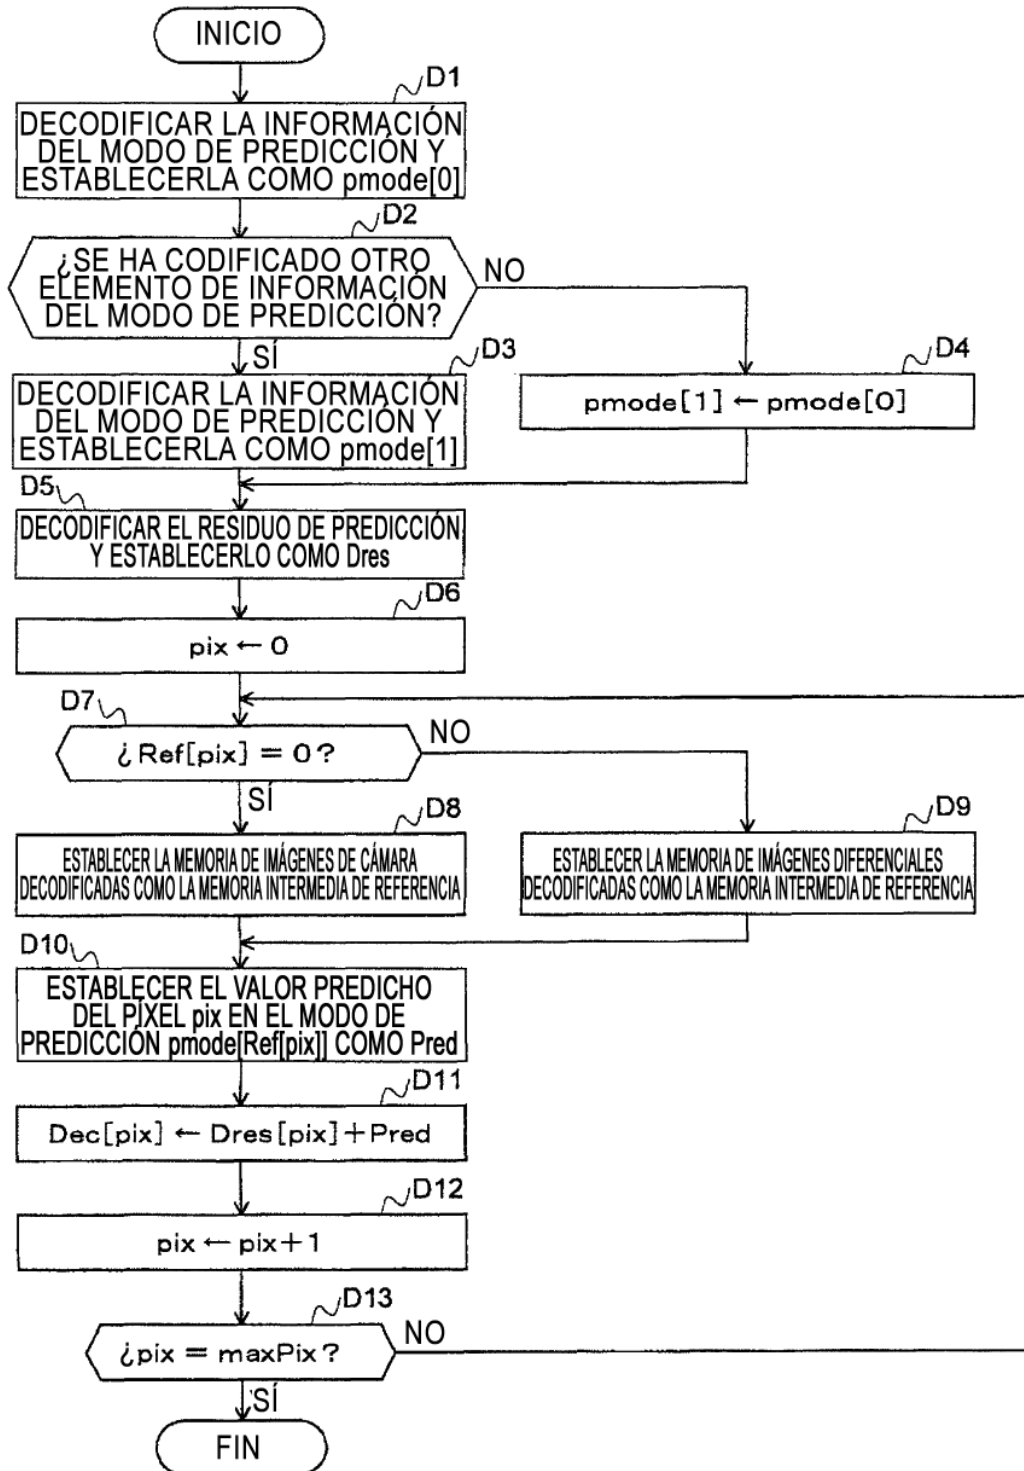 INICIO
D1
DECODIFICAR LA INFORMACIÓN
DEL MODO DE PREDICCIÓN Y
ESTABLECERLA COMO pmode[0]
D2
¿SE HA CODIFICADO OTRO
ELEMENTO DE INFORMACIÓN
DEL MODO DE PREDICCIÓN?
NO
SÍ
D3
DECODIFICAR LA INFORMACIÓN
DEL MODO DE PREDICCIÓN Y
ESTABLECERLA COMO pmode[1]
D4
pmode[1] ← pmode[0]
D5
DECODIFICAR EL RESIDUO DE PREDICCIÓN
Y ESTABLECERLO COMO Dres
D6
pix ← 0
D7
¿Ref[pix] = 0?
NO
SÍ
D8
ESTABLECER LA MEMORIA DE IMÁGENES DE CÁMARA
DECODIFICADAS COMO LA MEMORIA INTERMEDIA DE REFERENCIA
D9
ESTABLECER LA MEMORIA DE IMÁGENES DIFERENCIALES
DECODIFICADAS COMO LA MEMORIA INTERMEDIA DE REFERENCIA
D10
ESTABLECER EL VALOR PREDICHO
DEL PÍXEL pix EN EL MODO DE
PREDICCIÓN pmode[Ref[pix]] COMO Pred
D11
Dec[pix] ← Dres[pix]+Pred
D12
pix ← pix+1
D13
¿pix = maxPix?
NO
SÍ
FIN